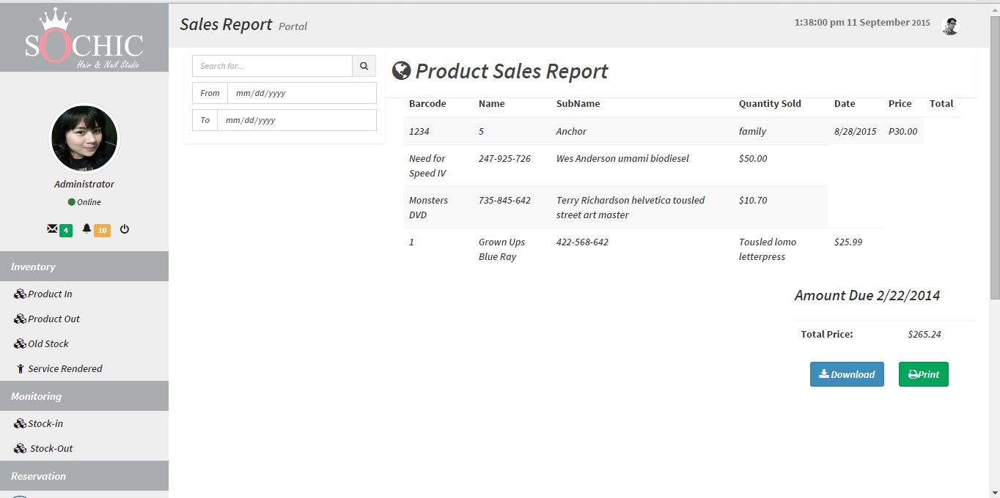 SOCHIC
Hair & Nail Studio
Administrator
Online
4 10
Inventory
Product In
Product Out
Old Stock
Service Rendered
Monitoring
Stock-in
Stock-Out
Reservation
Sales Report Portal
1:38:00 pm 11 September 2015
Search for...
From mm/dd/yyyy
To mm/dd/yyyy
Product Sales Report
Barcode Name SubName Quantity Sold Date Price Total
1234 5 Anchor family 8/28/2015 P30.00
Need for 247-925-726 Wes Anderson umami biodiesel $50.00
Speed IV
Monsters 735-845-642 Terry Richardson helvetica tousled $10.70
DVD street art master
1 Grown Ups 422-568-642 Tousled lomo $25.99
Blue Ray letterpress
Amount Due 2/22/2014
Total Price: $265.24
Download Print